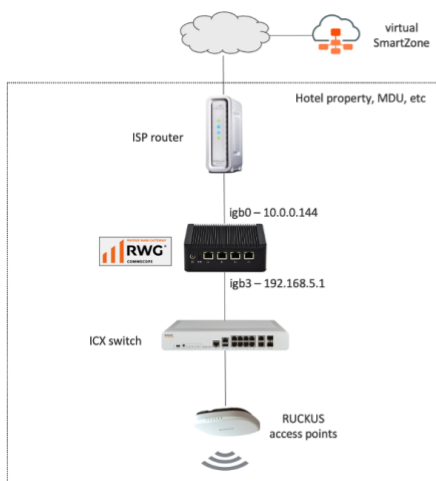 virtual
SmartZone
Hotel property, MDU, etc
ISP router
igb0 – 10.0.0.144
RWG
COMMSCOPE
igb3 – 192.168.5.1
ICX switch
RUCKUS
access points